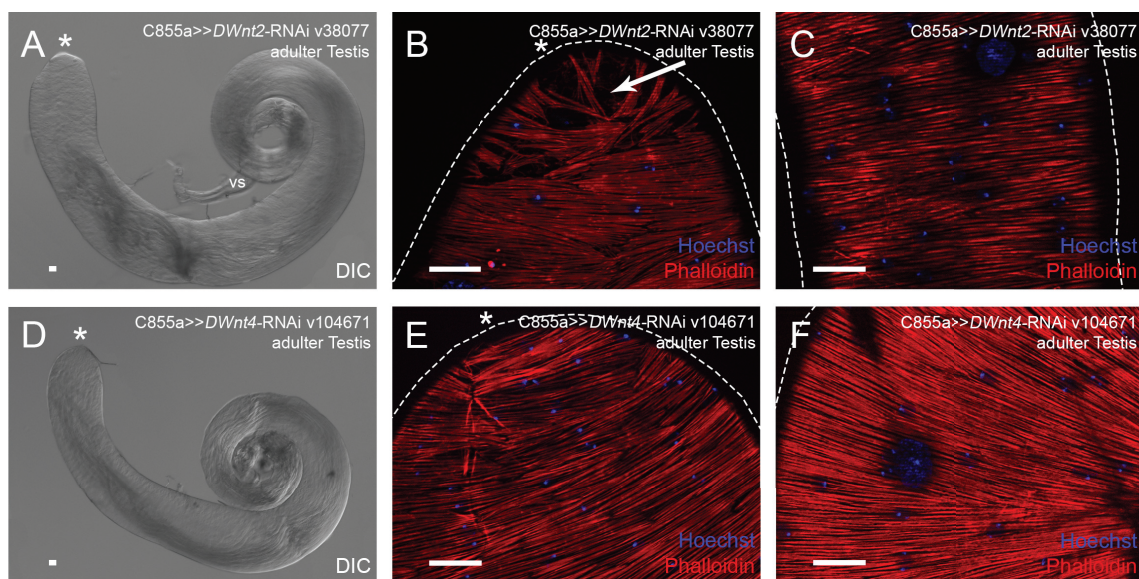 A
*
C855a>>DWnt2-RNAi v38077
adulter Testis
vs
DIC
B
*
C855a>>DWnt2-RNAi v38077
adulter Testis
Hoechst
Phalloidin
C
C855a>>DWnt2-RNAi v38077
adulter Testis
Hoechst
Phalloidin
D
*
C855a>>DWnt4-RNAi v104671
adulter Testis
DIC
E
*
C855a>>DWnt4-RNAi v104671
adulter Testis
Hoechst
Phalloidin
F
C855a>>DWnt4-RNAi v104671
adulter Testis
Hoechst
Phalloidin